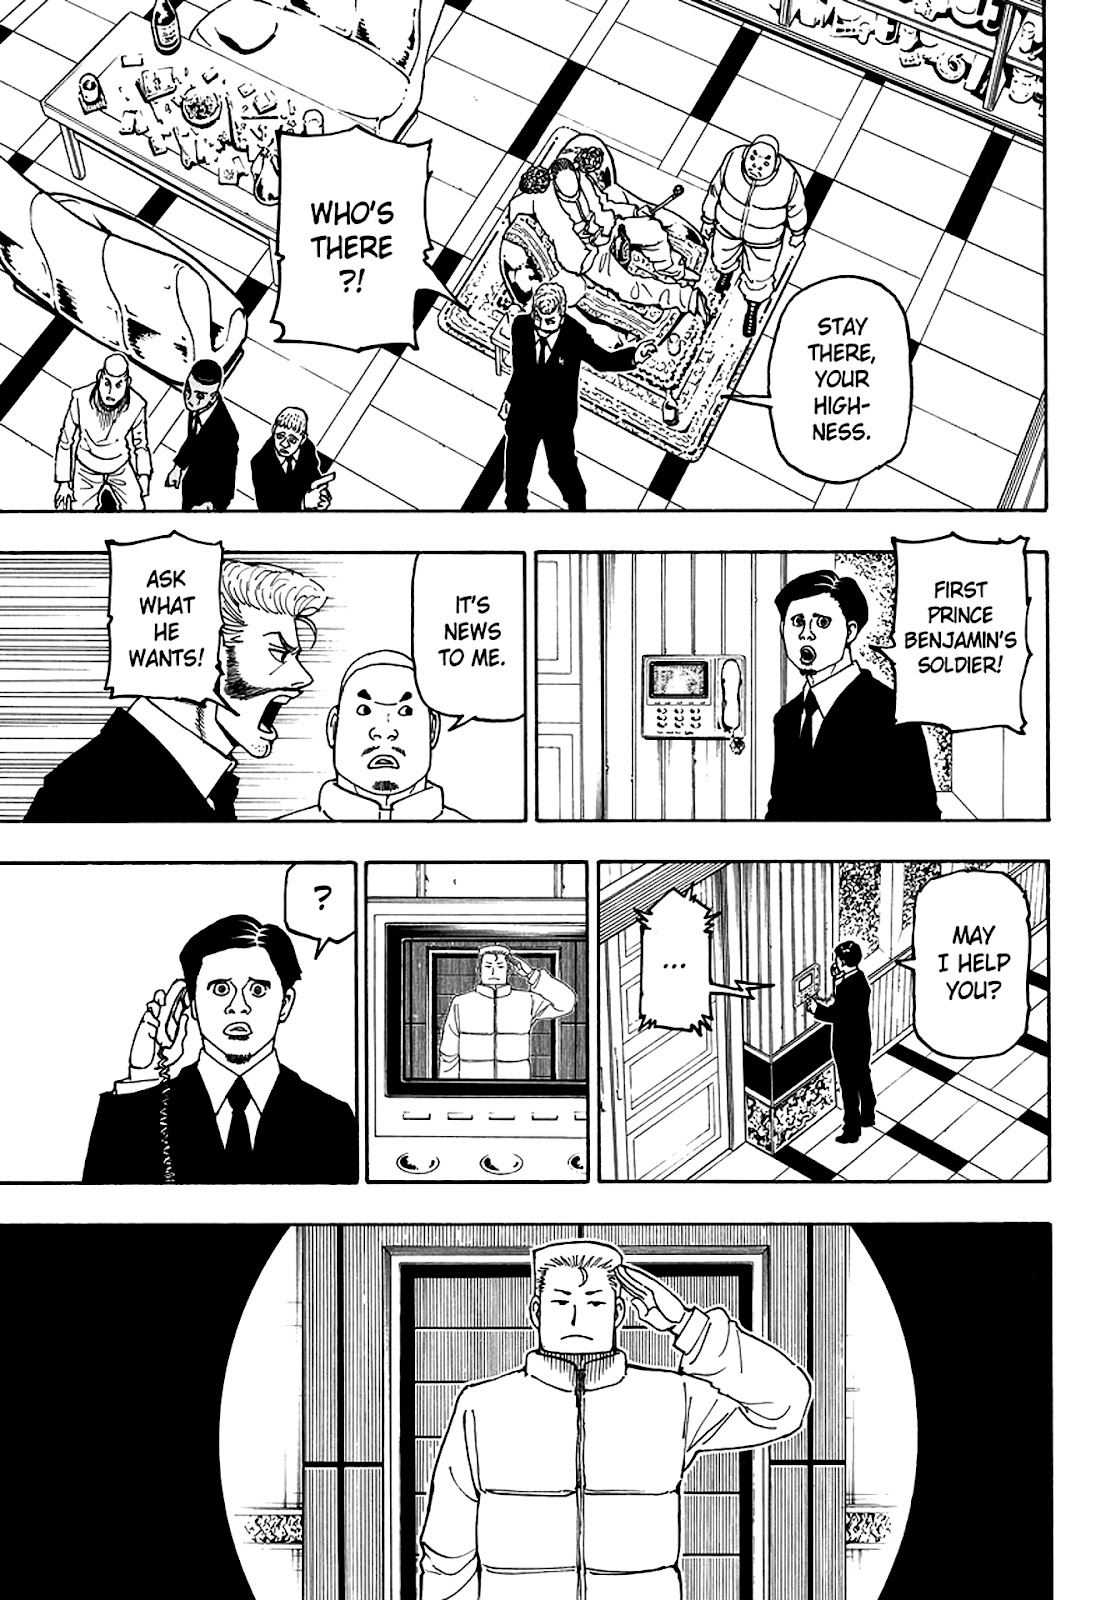 WHO'S
THERE
?!
STAY
THERE,
YOUR
HIGH-
NESS.
FIRST
PRINCE
BENJAMIN'S
SOLDIER!
IT'S
NEWS
TO ME.
ASK
WHAT
HE
WANTS!
MAY
I HELP
YOU?
...
?